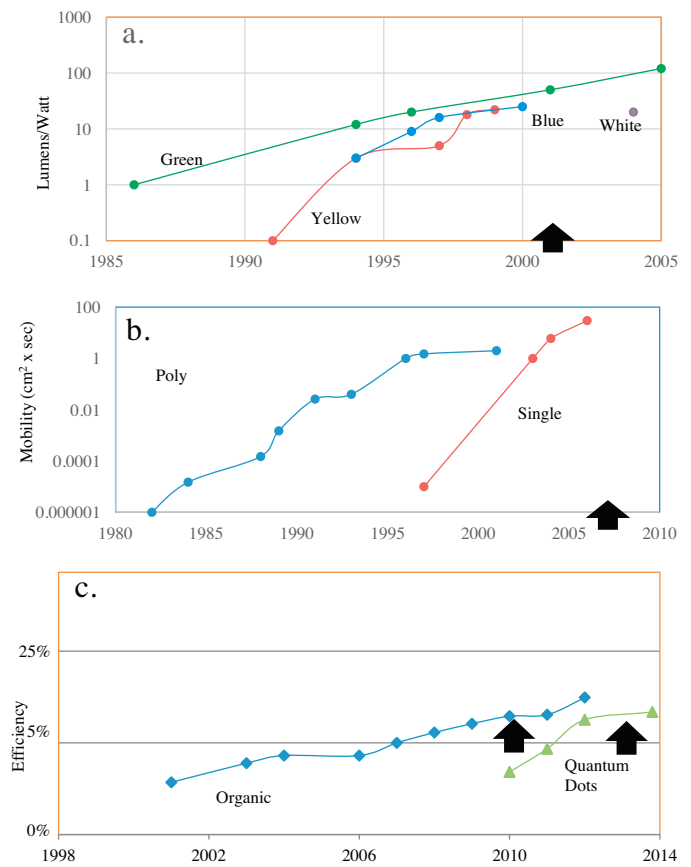 a.
Lumens/Watt
1000
100
10
1
0.1
Green
Yellow
Blue
White
1985 1990 1995 2000 2005
b.
Mobility (cm² x sec)
100
1
0.01
0.0001
0.000001
Poly
Single
1980 1985 1990 1995 2000 2005 2010
c.
Efficiency
25%
5%
0%
Organic
Quantum
Dots
1998 2002 2006 2010 2014